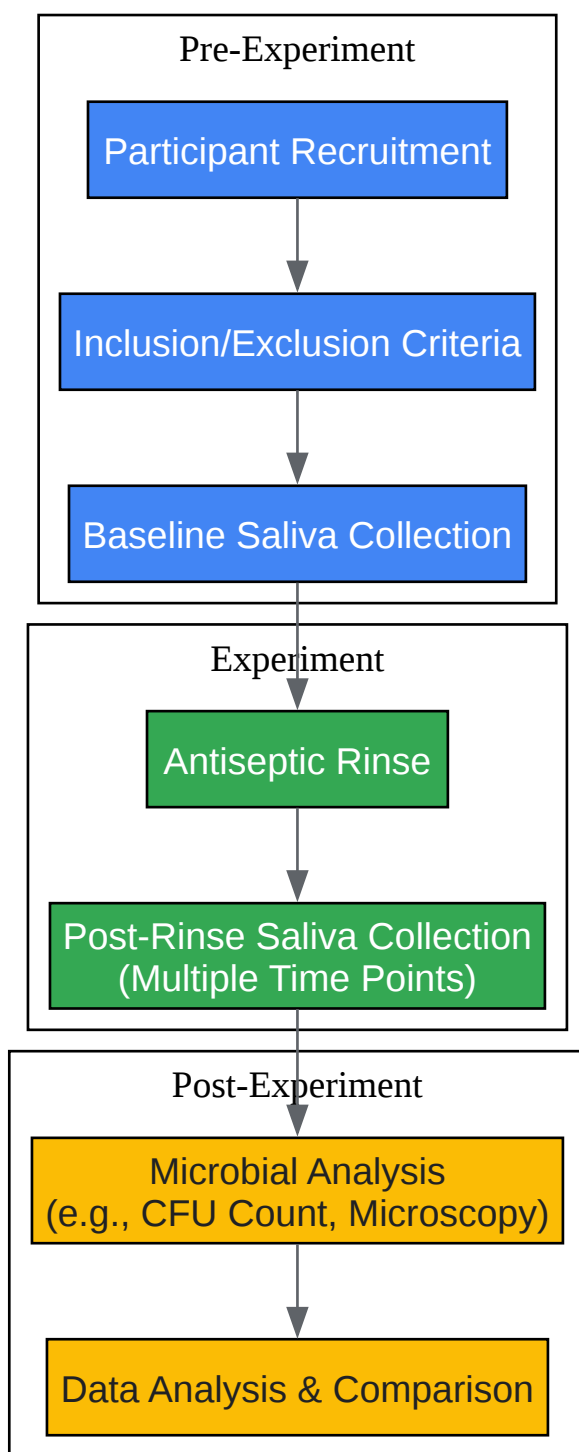 Pre-Experiment
Participant Recruitment
Inclusion/Exclusion Criteria
Baseline Saliva Collection
Experiment
Antiseptic Rinse
Post-Rinse Saliva Collection
(Multiple Time Points)
Post-Experiment
Microbial Analysis
(e.g., CFU Count, Microscopy)
Data Analysis & Comparison